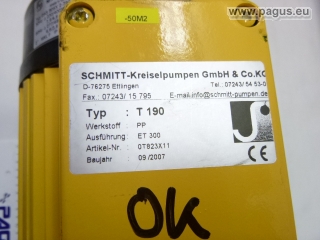 www.pagus.eu
-50M2
SCHMITT-Kreiselpumpen GmbH & Co.KG
D-76275 Ettlingen Tel.: 07243/ 54 53-0
Fax.: 07243/ 15 795 E-mail.info@schmitt-pumpen.de
Typ : T 190
Werkstoff : PP
Ausführung : ET 300
Artikel-Nr. : 0T823X11
Baujahr : 09 /2007
OK